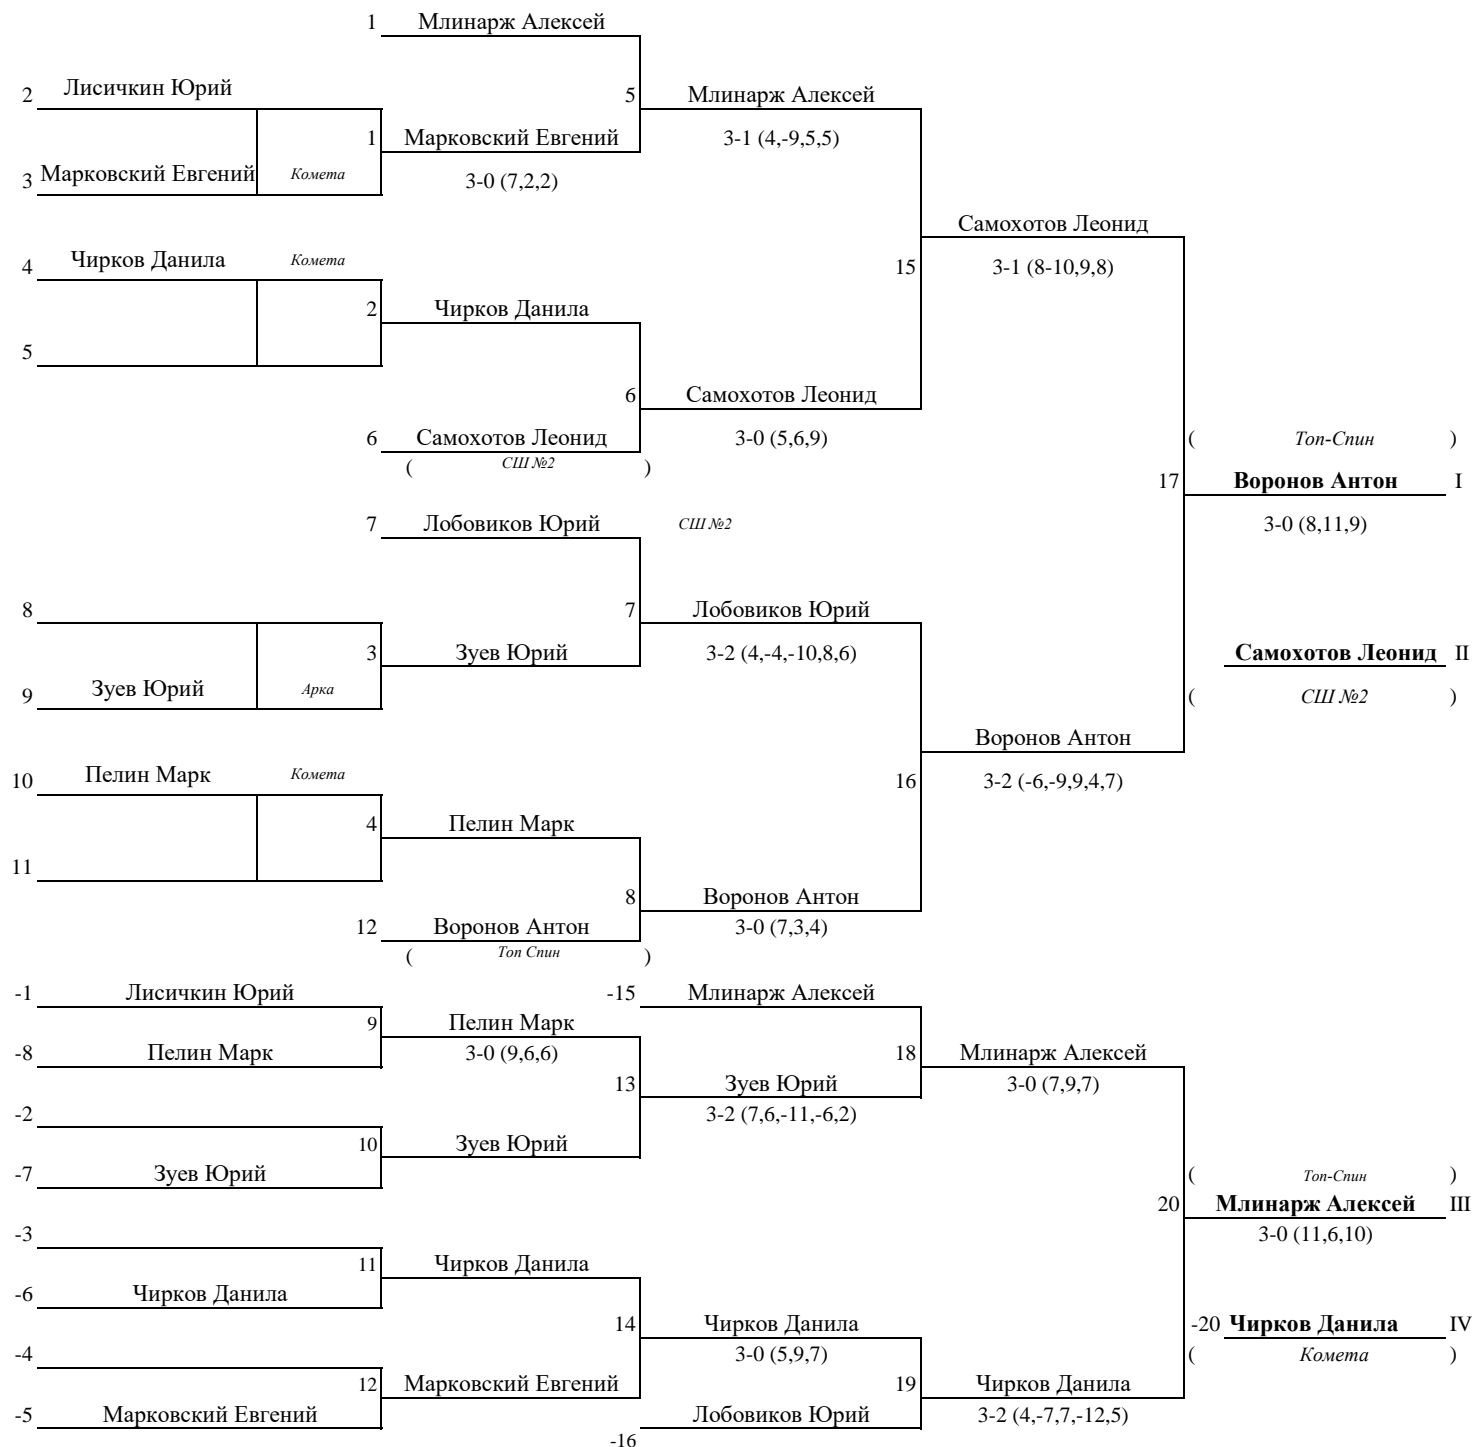 1 Млинарж Алексей
2 Лисичкин Юрий
5 Млинарж Алексей
1 Марковский Евгений
3-1 (4,-9,5,5)
3 Марковский Евгений Комета
3-0 (7,2,2)
Самохотов Леонид
4 Чирков Данила Комета
15 3-1 (8-10,9,8)
2 Чирков Данила
5
6 Самохотов Леонид
6 Самохотов Леонид
3-0 (5,6,9)
( Топ-Спин )
( СШ №2 )
17 Воронов Антон I
7 Лобовиков Юрий СШ №2
3-0 (8,11,9)
8
7 Лобовиков Юрий
3 Зуев Юрий
3-2 (4,-4,-10,8,6)
Самохотов Леонид II
9 Зуев Юрий Арка
( СШ №2 )
Воронов Антон
10 Пелин Марк Комета
16 3-2 (-6,-9,9,4,7)
4 Пелин Марк
11
8 Воронов Антон
12 Воронов Антон
3-0 (7,3,4)
( Топ Спин )
-1 Лисичкин Юрий
-15 Млинарж Алексей
9 Пелин Марк
-8 Пелин Марк
3-0 (9,6,6)
18 Млинарж Алексей
13 Зуев Юрий
3-0 (7,9,7)
-2
3-2 (7,6,-11,-6,2)
10 Зуев Юрий
-7 Зуев Юрий
( Топ-Спин )
20 Млинарж Алексей III
-3
3-0 (11,6,10)
11 Чирков Данила
-6 Чирков Данила
14 Чирков Данила
-20 Чирков Данила IV
-4
3-0 (5,9,7)
( Комета )
12 Марковский Евгений
19 Чирков Данила
-5 Марковский Евгений
Лобовиков Юрий
3-2 (4,-7,7,-12,5)
-16